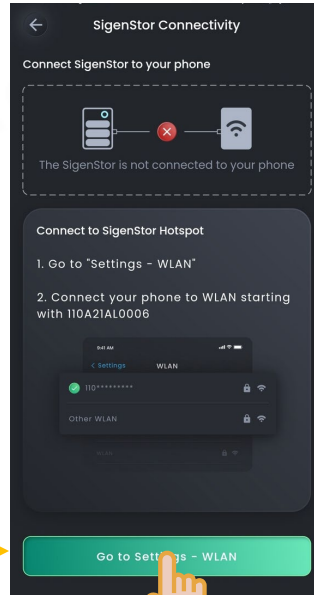 SigenStor Connectivity
Connect SigenStor to your phone
The SigenStor is not connected to your phone
Connect to SigenStor Hotspot
1. Go to "Settings - WLAN"
2. Connect your phone to WLAN starting
with 110A21AL0006
9:41 AM
< Settings WLAN
110*********
Other WLAN
WLAN
Go to Settings - WLAN